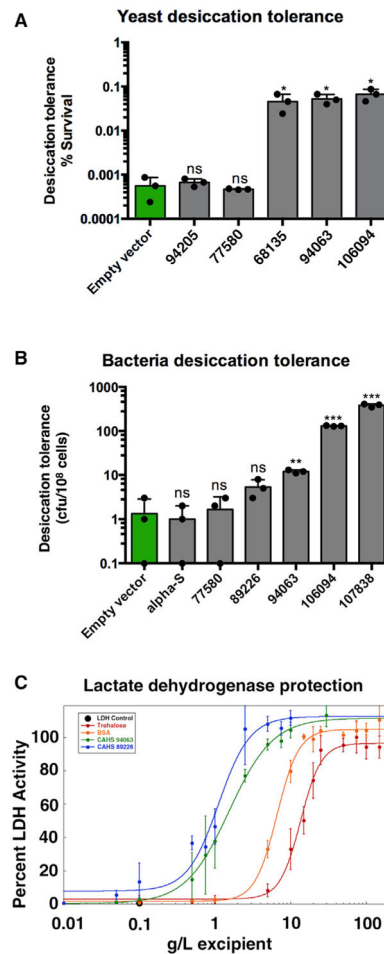 A
Yeast desiccation tolerance
Desiccation tolerance
% Survival
1
0.1
0.01
0.001
0.0001
ns
ns
*
*
*
Empty vector
94205
77580
68135
94063
106094
B
Bacteria desiccation tolerance
Desiccation tolerance
(cfu/10⁸ cells)
1000
100
10
1
0.1
ns
ns
ns
**
***
***
Empty vector
alpha-S
77580
89226
94063
106094
107838
C
Lactate dehydrogenase protection
Percent LDH Activity
120
100
80
60
40
20
0
LDH Control
Trehalose
BSA
CAHS 94063
CAHS 89226
0.01
0.1
1
10
100
g/L excipient